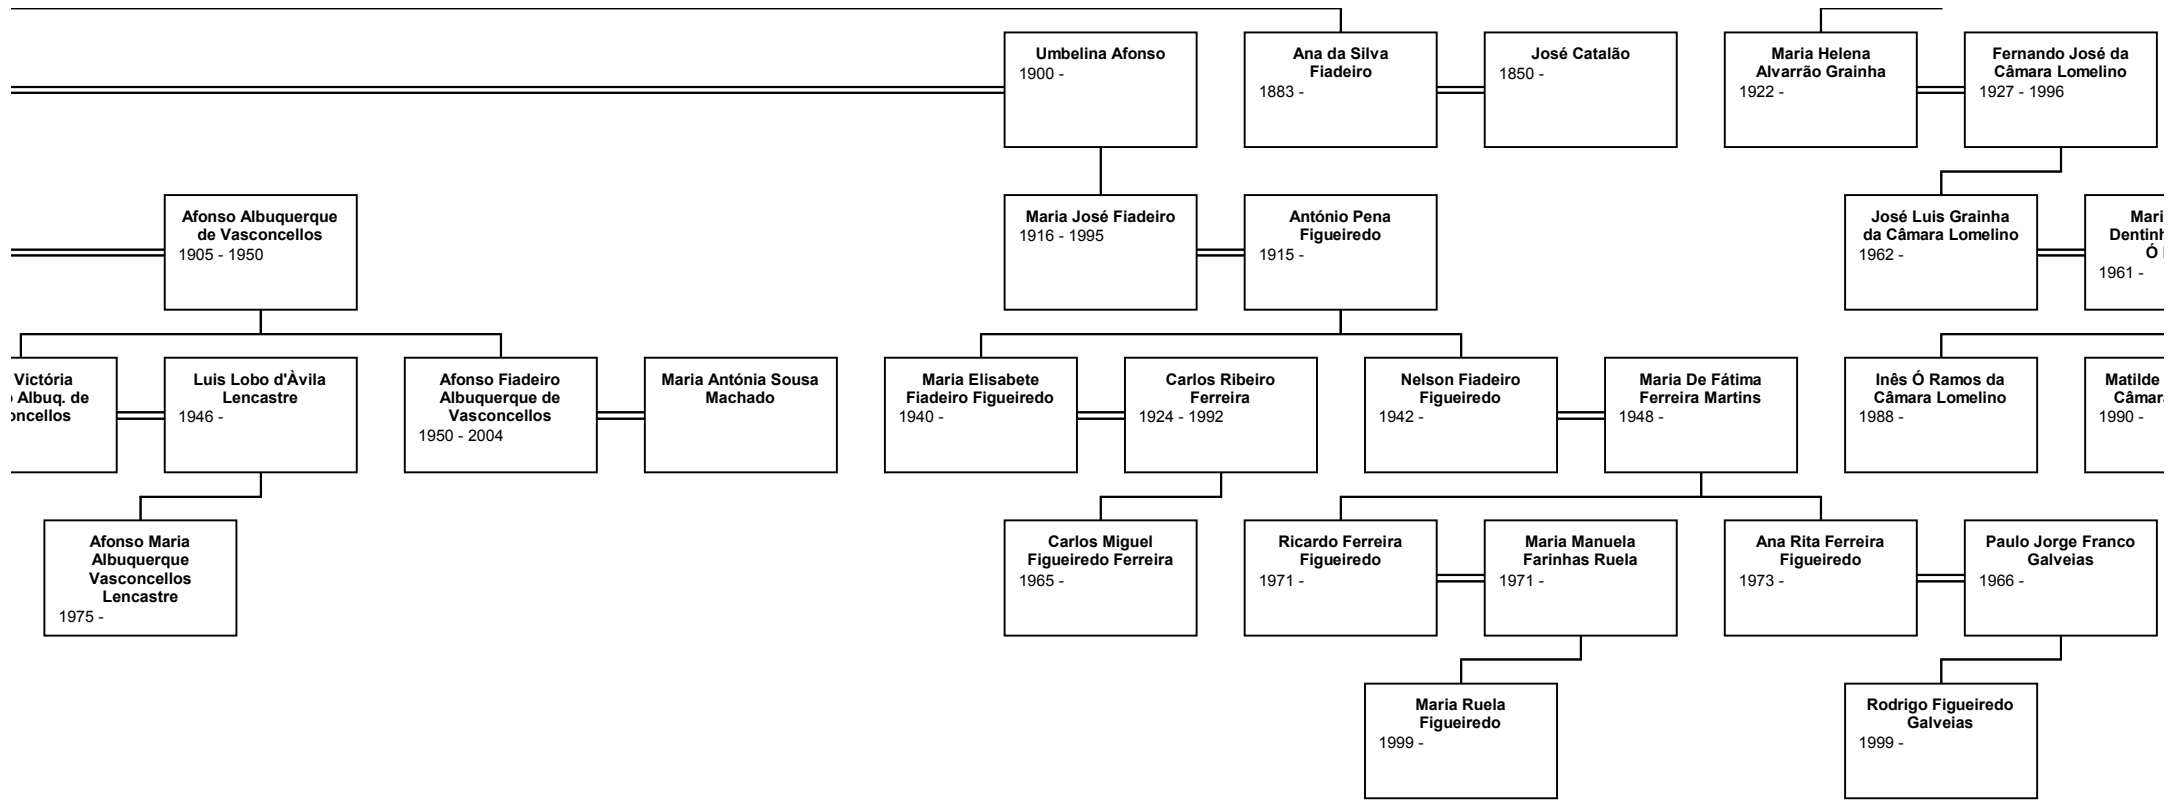 Umbelina Afonso
1900 -
Ana da Silva
Fiadeiro
1883 -
José Catalão
1850 -
Maria Helena
Alvarrão Grainha
1922 -
Fernando José da
Câmara Lomelino
1927 - 1996
Afonso Albuquerque
de Vasconcellos
1905 - 1950
Maria José Fiadeiro
1916 - 1995
António Pena
Figueiredo
1915 -
José Luis Grainha
da Câmara Lomelino
1962 -
1961 -
Victória
Albuq. de
Luis Lobo d'Àvila
Lencastre
1946 -
Afonso Fiadeiro
Albuquerque de
Vasconcellos
1950 - 2004
Maria Antónia Sousa
Machado
Maria Elisabete
Fiadeiro Figueiredo
1940 -
Carlos Ribeiro
Ferreira
1924 - 1992
Nelson Fiadeiro
Figueiredo
1942 -
Maria De Fátima
Ferreira Martins
1948 -
Inês Ó Ramos da
Câmara Lomelino
1988 -
Matilde
1990 -
Afonso Maria
Albuquerque
Vasconcellos
Lencastre
1975 -
Carlos Miguel
Figueiredo Ferreira
1965 -
Ricardo Ferreira
Figueiredo
1971 -
Maria Manuela
Farinhas Ruela
1971 -
Ana Rita Ferreira
Figueiredo
1973 -
Paulo Jorge Franco
Galveias
1966 -
Maria Ruela
Figueiredo
1999 -
Rodrigo Figueiredo
Galveias
1999 -